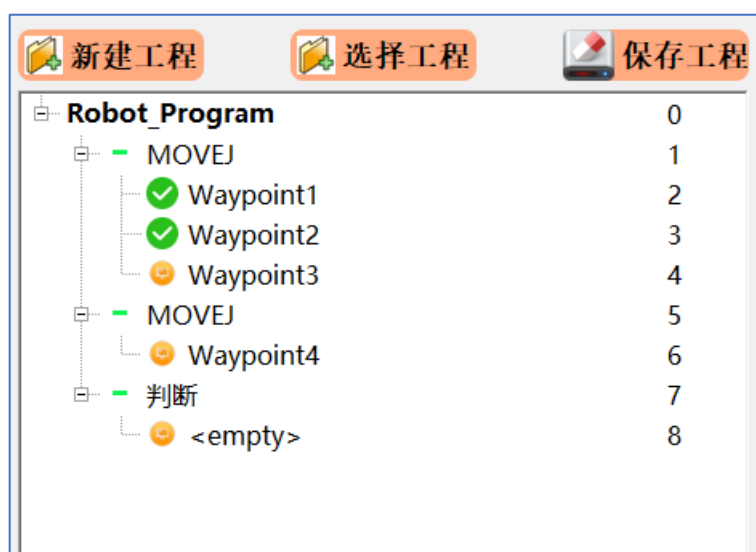 新建工程 选择工程 保存工程
Robot_Program 0
MOVEJ 1
Waypoint1 2
Waypoint2 3
Waypoint3 4
MOVEJ 5
Waypoint4 6
判断 7
<empty> 8